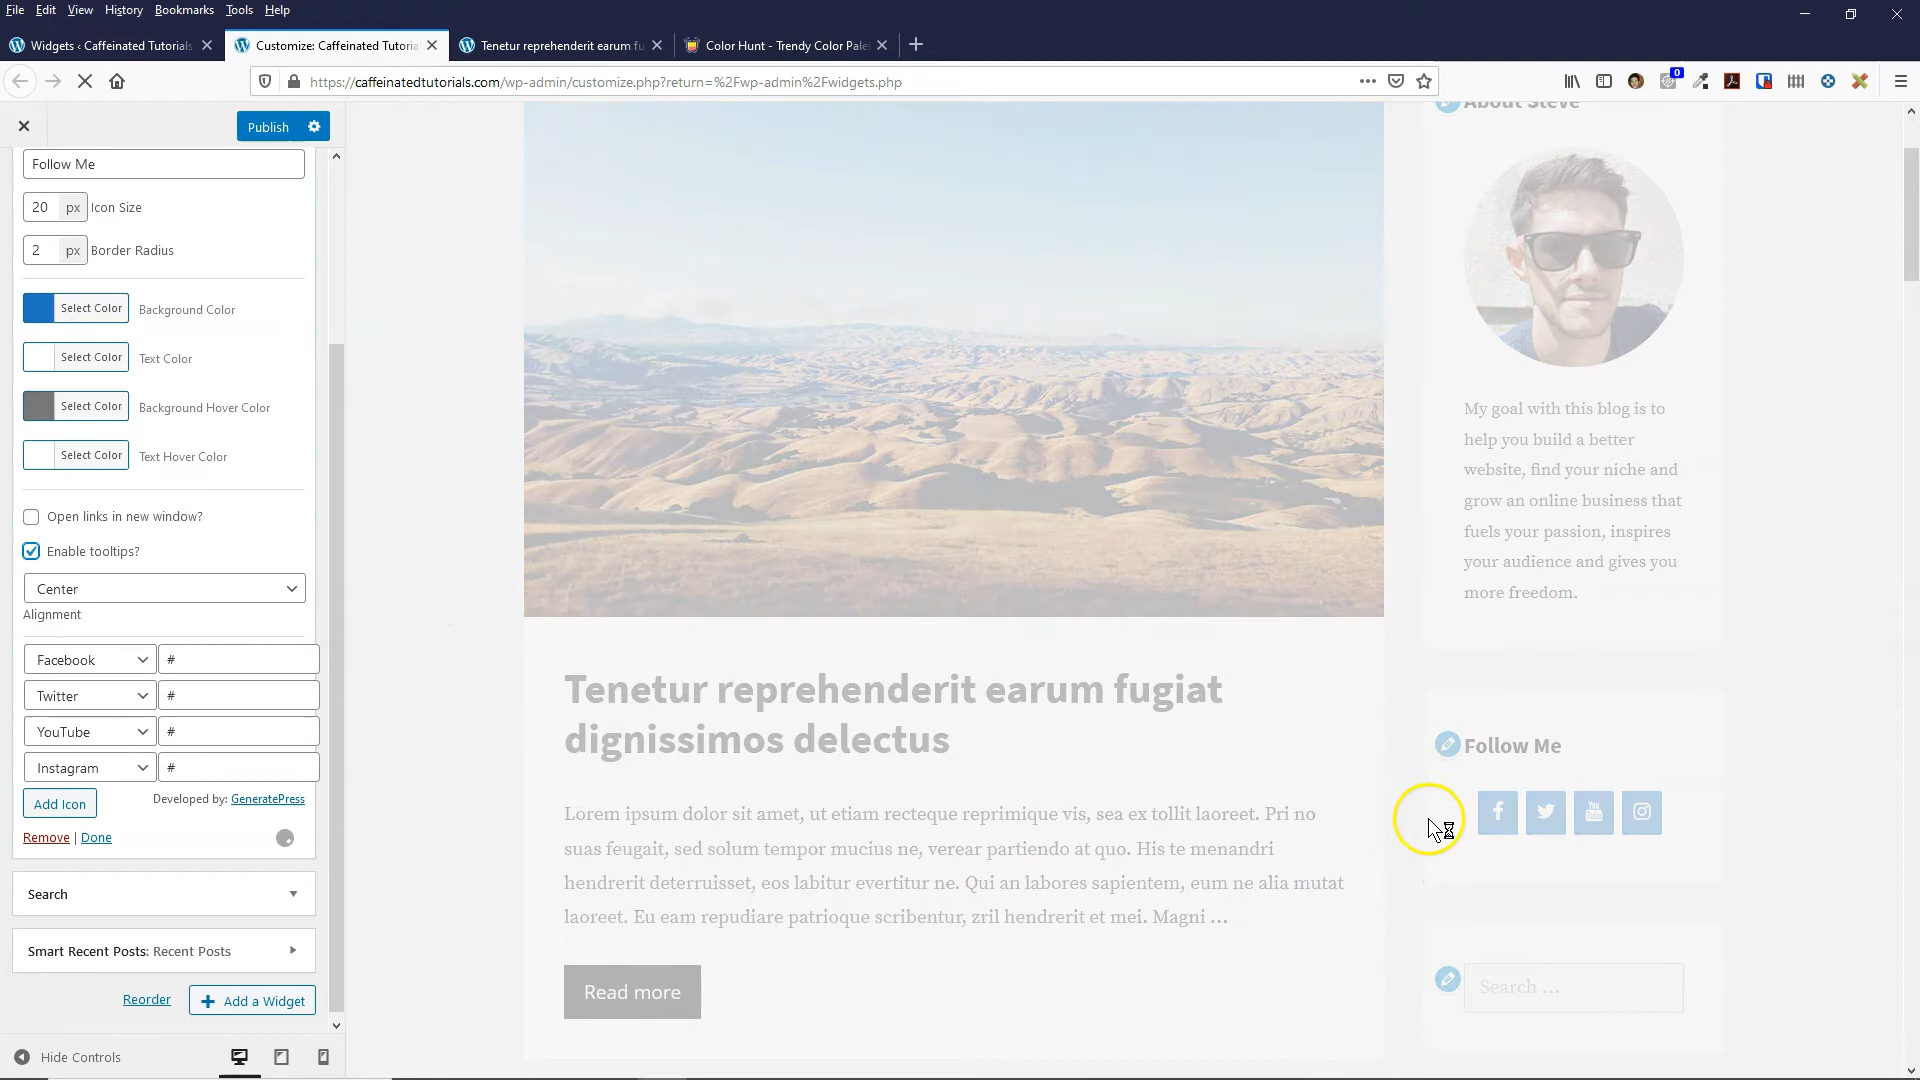 File Edit View History Bookmarks Tools Help
Widgets ‹ Caffeinated Tutorials
Customize: Caffeinated Tutoria
Tenetur reprehenderit earum fu
Color Hunt - Trendy Color Pale
https://caffeinatedtutorials.com/wp-admin/customize.php?return=%2Fwp-admin%2Fwidgets.php
0
Publish
Follow Me
20 px Icon Size
2 px Border Radius
Select Color Background Color
Select Color Text Color
Select Color Background Hover Color
Select Color Text Hover Color
Open links in new window?
Enable tooltips?
Center
Alignment
Facebook #
Twitter #
YouTube #
Instagram #
Add Icon
Developed by: GeneratePress
Remove | Done
Search
Smart Recent Posts: Recent Posts
Reorder
Add a Widget
Hide Controls
Tenetur reprehenderit earum fugiat
dignissimos delectus
Lorem ipsum dolor sit amet, ut etiam recteque reprimique vis, sea ex tollit laoreet. Pri no
suas feugait, sed solum tempor mucius ne, verear partiendo at quo. His te menandri
hendrerit deterruisset, eos labitur evertitur ne. Qui an labores sapientem, eum ne alia mutat
laoreet. Eu eam repudiare patrioque scribentur, zril hendrerit et mei. Magni …
Read more
About Steve
My goal with this blog is to
help you build a better
website, find your niche and
grow an online business that
fuels your passion, inspires
your audience and gives you
more freedom.
Follow Me
Search …